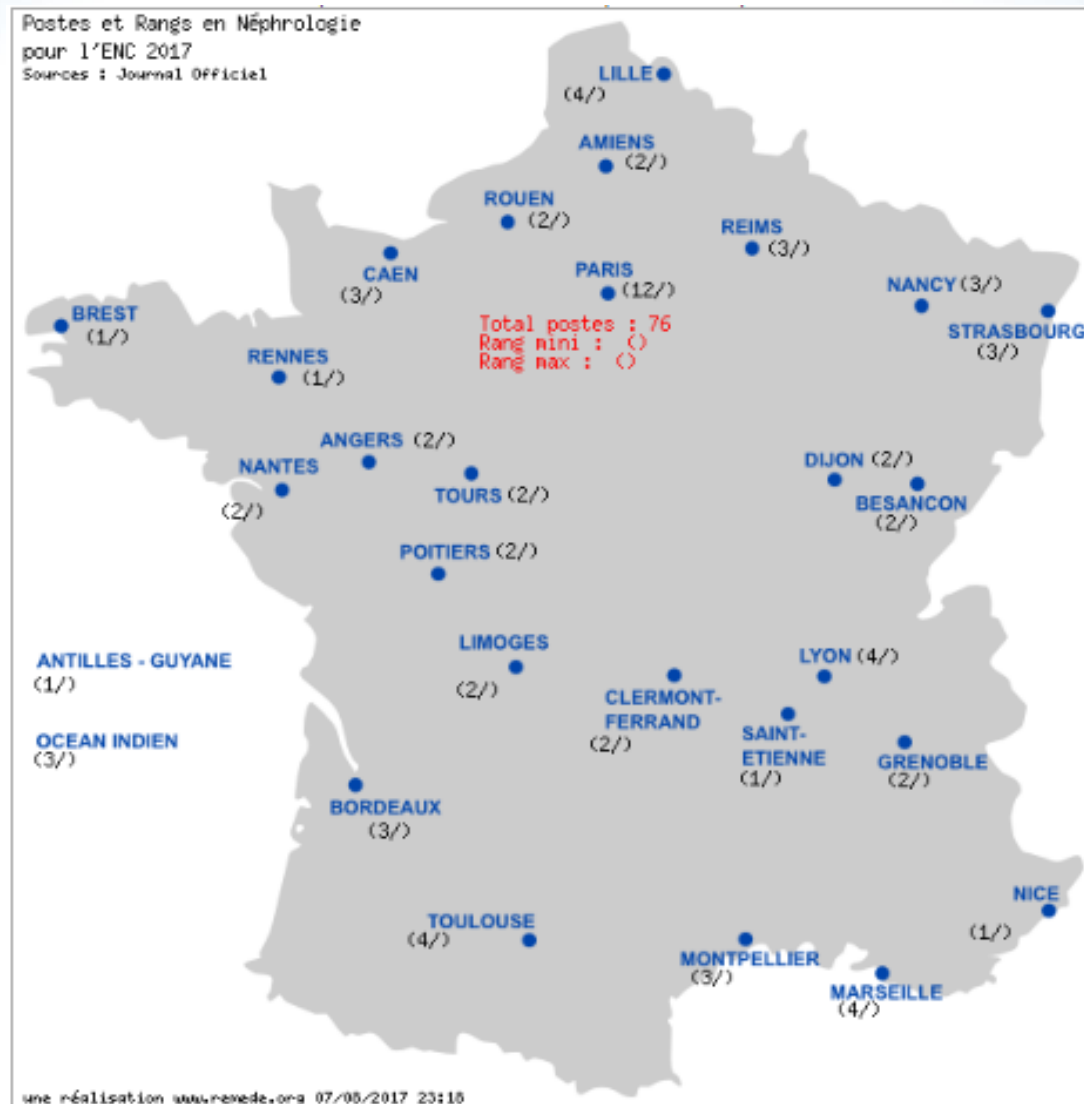 Postes et Rangs en Néphrologie
pour l'ENC 2017
Sources : Journal Officiel
LILLE
(4/)
AMIENS
(2/)
ROUEN
(2/)
REIMS
(3/)
CAEN
(3/)
PARIS
(12/)
NANCY (3/)
BREST
(1/)
STRASBOURG
(3/)
Total postes : 76
Rang mini : ()
Rang max : ()
RENNES
(1/)
ANGERS (2/)
NANTES
(2/)
TOURS (2/)
DIJON (2/)
BESANCON
(2/)
POITIERS (2/)
LIMOGES
(2/)
ANTILLES - GUYANE
(1/)
LYON (4/)
CLERMONT-
FERRAND
(2/)
SAINT-
ETIENNE
(1/)
GRENOBLE
(2/)
OCEAN INDIEN
(3/)
BORDEAUX
(3/)
NICE
(1/)
TOULOUSE
(4/)
MONTPELLIER
(3/)
MARSEILLE
(4/)
une réalisation www.remede.org 07/08/2017 23:18